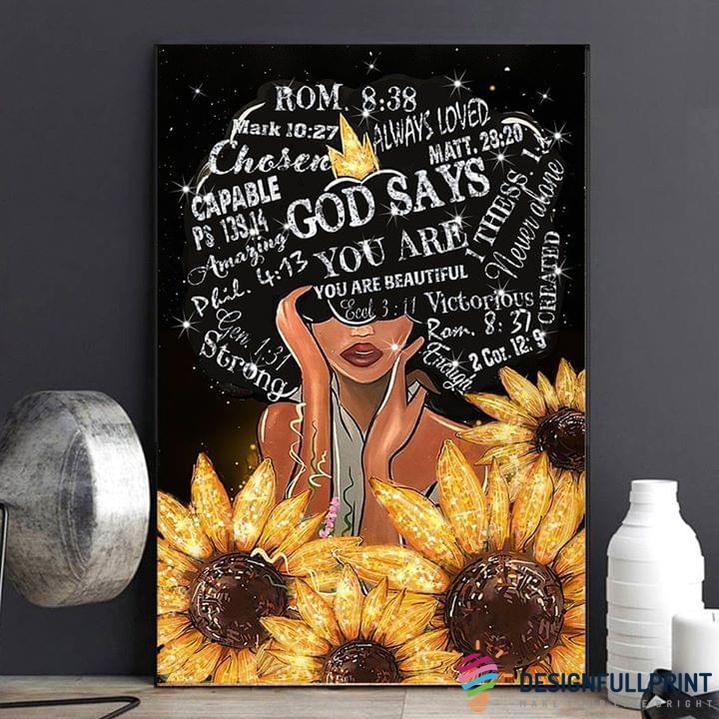 ROM. 8:38
Mark 10:27
ALWAYS LOVED
Chosen
MATT. 28:20
CAPABLE
GOD SAYS
1 THESS. 1:4
PS 139:14
Never alone
Amazing
YOU ARE
Phil. 4:13
YOU ARE BEAUTIFUL
CREATED
Eccl 3:11
Victorious
Gen. 1:31
Rom. 8:37
Strong
Enough
2 Cor. 12:9
DESIGNFULLPRINT